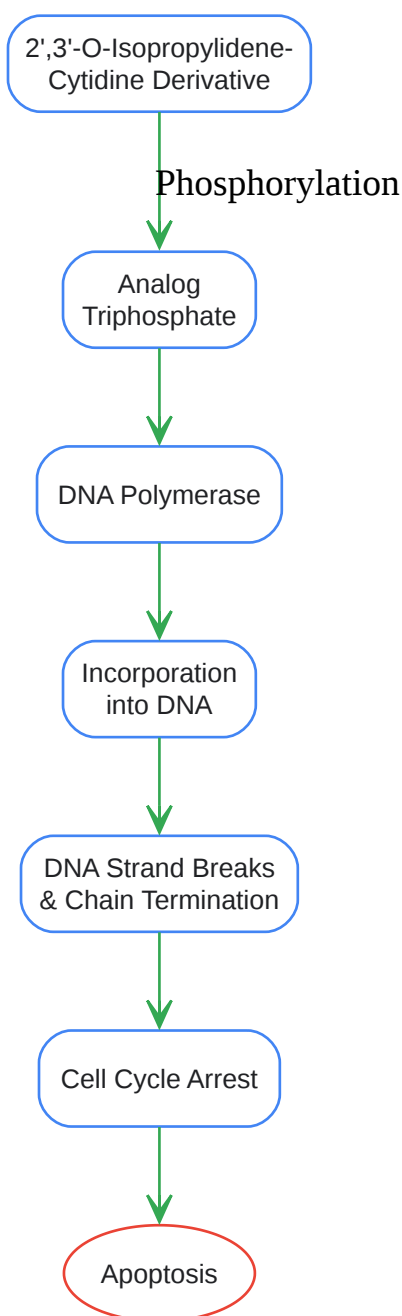 2',3'-O-Isopropylidene-
Cytidine Derivative
Phosphorylation
Analog
Triphosphate
DNA Polymerase
Incorporation
into DNA
DNA Strand Breaks
& Chain Termination
Cell Cycle Arrest
Apoptosis